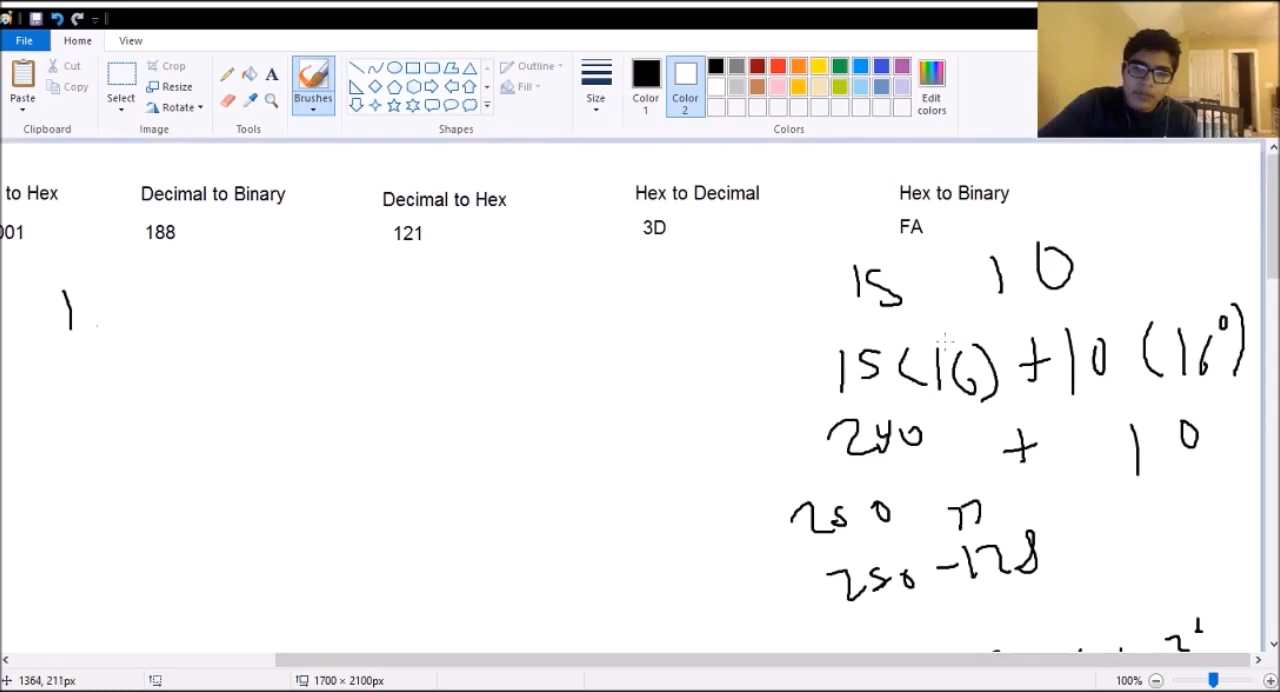 File Home View
Paste
Cut
Copy
Clipboard
Select
Crop
Resize
Rotate
Image
A
Tools
Brushes
Outline
Fill
Shapes
Size
Color 1
Color 2
Edit colors
Colors
to Hex Decimal to Binary Decimal to Hex Hex to Decimal Hex to Binary
001 188 121 3D FA
15 10
1
15(16) + 10 (16⁰)
240 + 10
250
250 - 128
1364, 211px 1700 × 2100px 100%